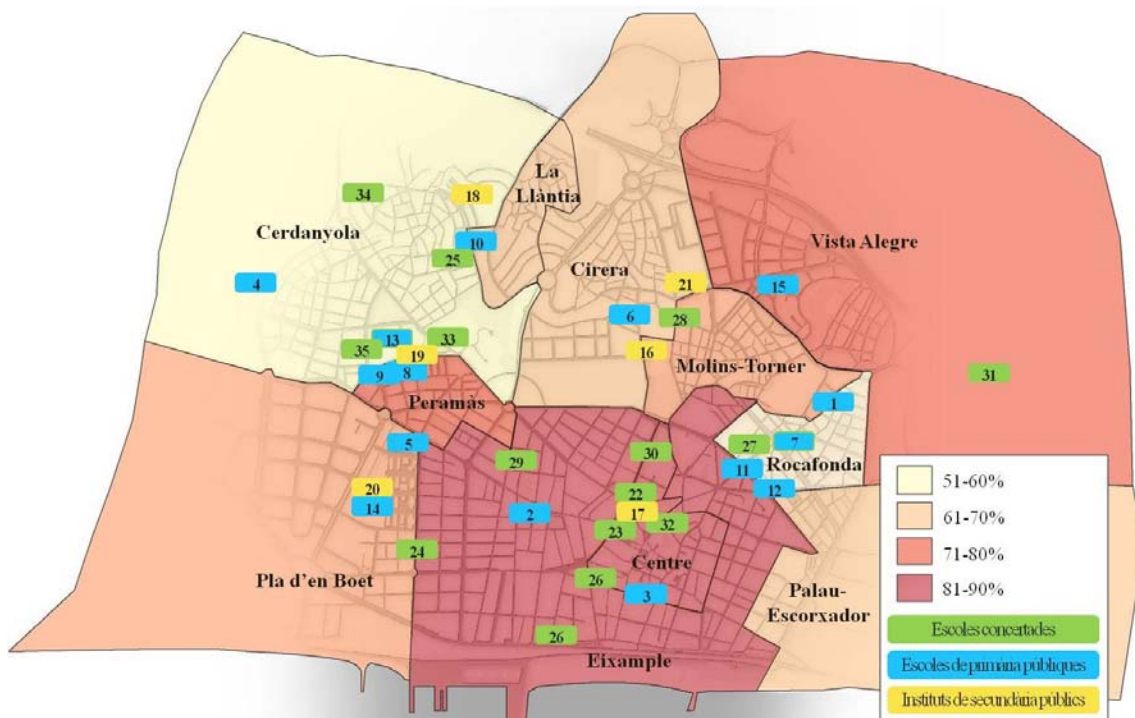 La
Llàntia
34
18
Cerdanyola
10
Vista Alegre
25
Cirera
4
21
15
6
28
13
33
35
19
16
Molins-Torner
31
9
8
Peramàs
1
5
27
7
30
29
11
Rocafonda
12
20
14
22
2
17
32
23
24
Centre
Pla d'en Boet
26
3
Palau-
Escorxador
26
Eixample
51-60%
61-70%
71-80%
81-90%
Escoles concertades
Escoles de primària públiques
Instituts de secundària públics